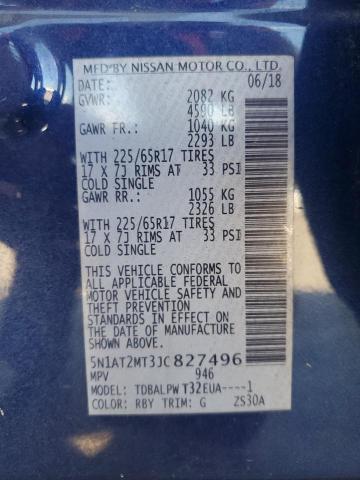 MFD BY NISSAN MOTOR CO., LTD.
DATE: 06/18
GVWR: 2082 KG
4590 LB
GAWR FR.: 1040 KG
2293 LB
WITH 225/65R17 TIRES
17 X 7J RIMS AT 33 PSI
COLD SINGLE
GAWR RR.: 1055 KG
2326 LB
WITH 225/65R17 TIRES
17 X 7J RIMS AT 33 PSI
COLD SINGLE
THIS VEHICLE CONFORMS TO
ALL APPLICABLE FEDERAL
MOTOR VEHICLE SAFETY
AND THEFT PREVENTION
STANDARDS IN EFFECT ON
THE DATE OF MANUFACTURE
SHOWN ABOVE.
5N1AT2MT3JC827496
MPV 946
MODEL: TDBALPW T32EUA----1
COLOR: RBY TRIM: G ZS30A